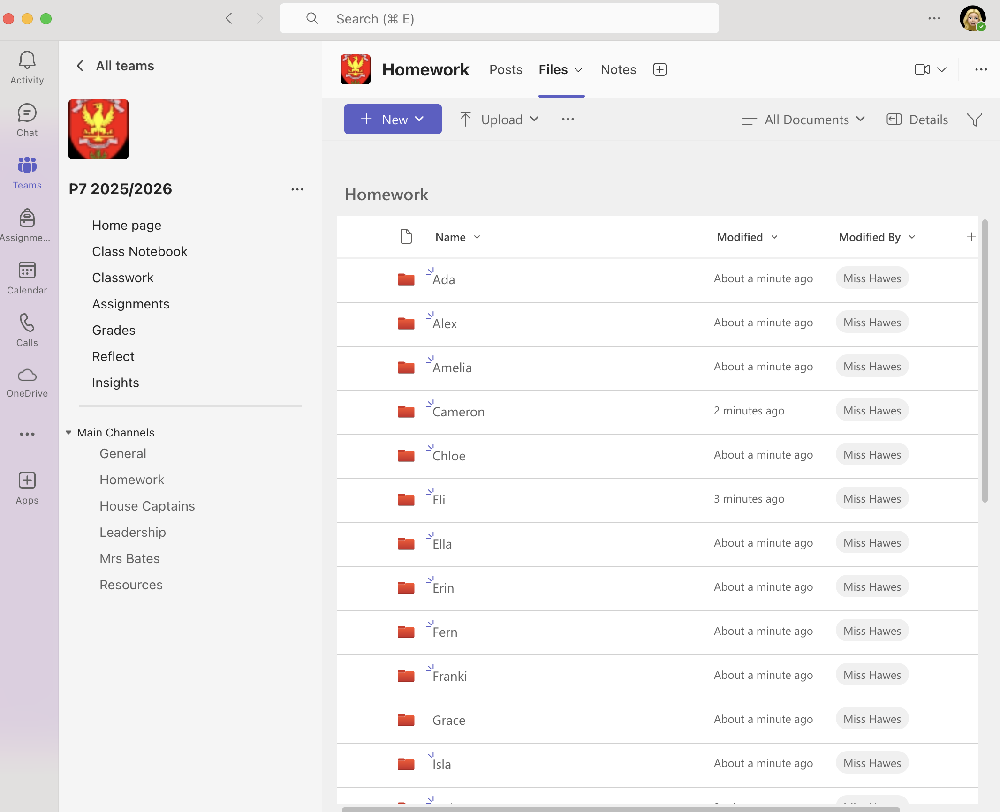 Search (⌘ E)
Activity
Chat
Teams
Assignme...
Calendar
Calls
OneDrive
Apps
All teams
P7 2025/2026
Home page
Class Notebook
Classwork
Assignments
Grades
Reflect
Insights
Main Channels
General
Homework
House Captains
Leadership
Mrs Bates
Resources
Homework Posts Files Notes
New Upload All Documents Details
Homework
Name Modified Modified By
Ada About a minute ago Miss Hawes
Alex About a minute ago Miss Hawes
Amelia About a minute ago Miss Hawes
Cameron 2 minutes ago Miss Hawes
Chloe About a minute ago Miss Hawes
Eli 3 minutes ago Miss Hawes
Ella About a minute ago Miss Hawes
Erin About a minute ago Miss Hawes
Fern About a minute ago Miss Hawes
Franki About a minute ago Miss Hawes
Grace About a minute ago Miss Hawes
Isla About a minute ago Miss Hawes